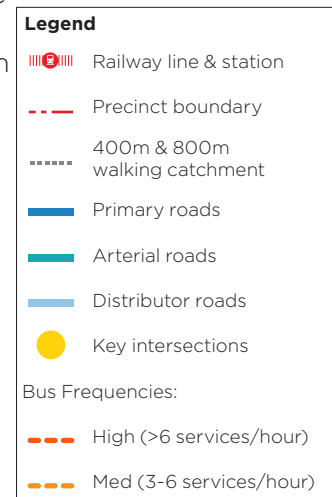 Legend
Railway line & station
Precinct boundary
400m & 800m
walking catchment
Primary roads
Arterial roads
Distributor roads
Key intersections
Bus Frequencies:
High (>6 services/hour)
Med (3-6 services/hour)